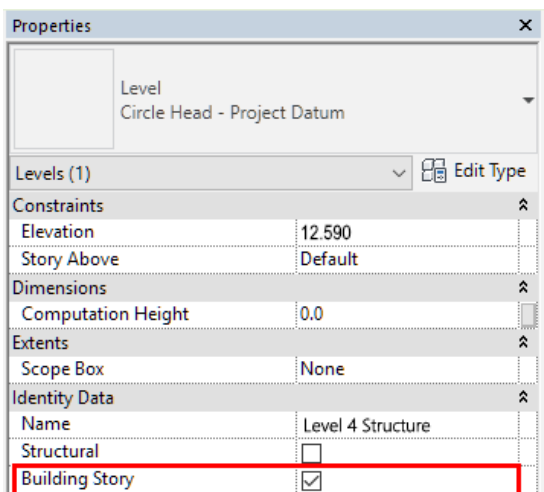 Properties
Level
Circle Head - Project Datum
Levels (1) Edit Type
Constraints
Elevation 12.590
Story Above Default
Dimensions
Computation Height 0.0
Extents
Scope Box None
Identity Data
Name Level 4 Structure
Structural
Building Story